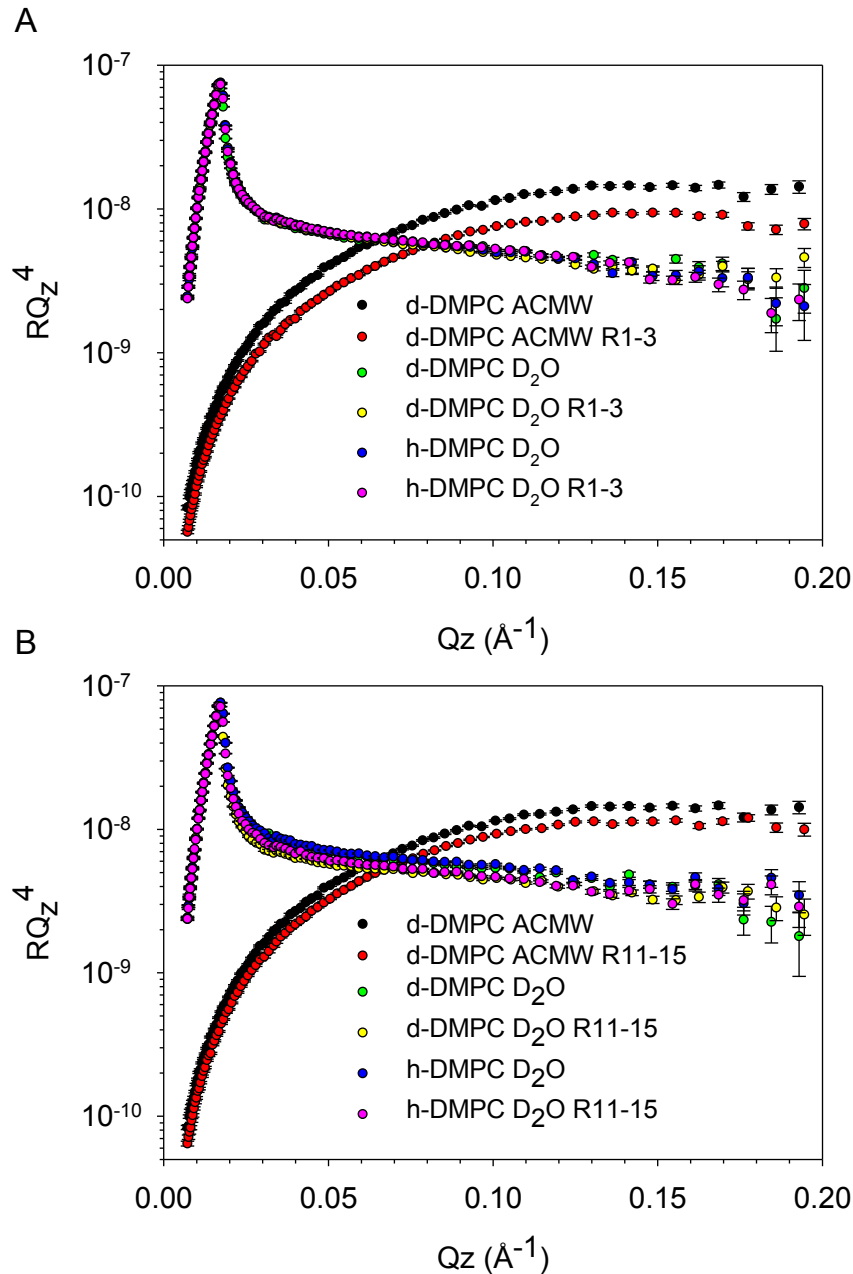 A
10⁻⁷
10⁻⁸
10⁻⁹
10⁻¹⁰
RQz⁴
d-DMPC ACMW
d-DMPC ACMW R1-3
d-DMPC D₂O
d-DMPC D₂O R1-3
h-DMPC D₂O
h-DMPC D₂O R1-3
0.00 0.05 0.10 0.15 0.20
Qz (Å⁻¹)
B
10⁻⁷
10⁻⁸
10⁻⁹
10⁻¹⁰
RQz⁴
d-DMPC ACMW
d-DMPC ACMW R11-15
d-DMPC D₂O
d-DMPC D₂O R11-15
h-DMPC D₂O
h-DMPC D₂O R11-15
0.00 0.05 0.10 0.15 0.20
Qz (Å⁻¹)